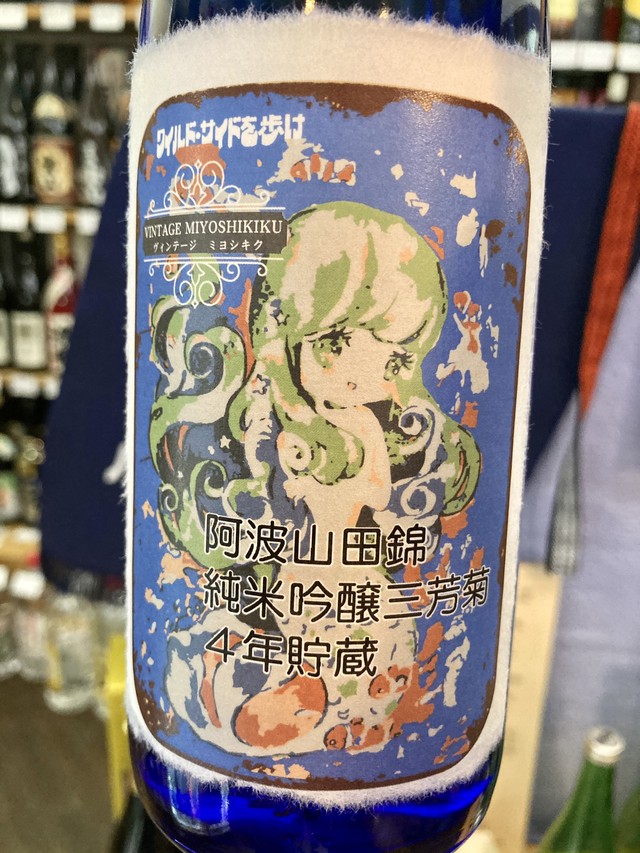 ワイルド・サイドを歩け
VINTAGE MIYOSHIKIKU
ヴィンテージ ミヨシキク
阿波山田錦
純米吟醸三芳菊
4年貯蔵